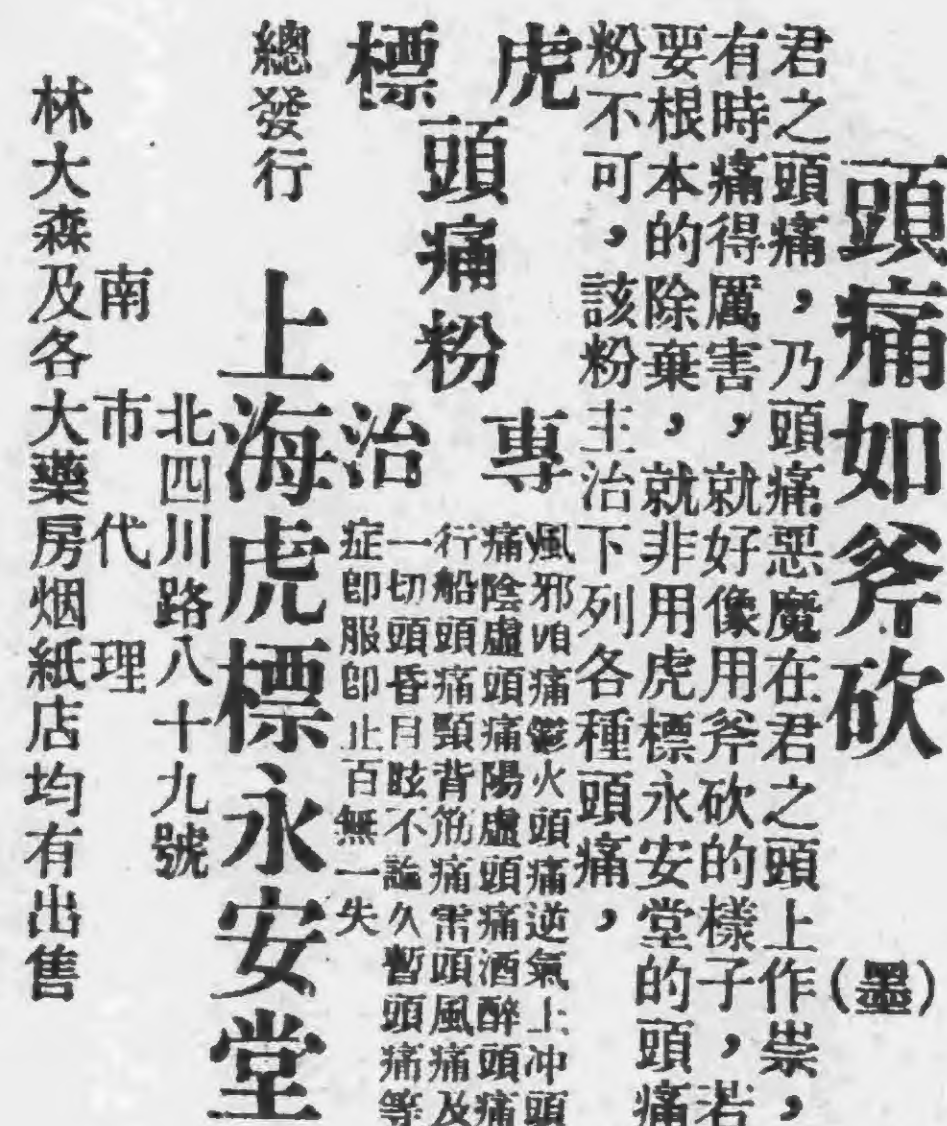 頭痛如斧砍
(墨)
君之頭痛，乃頭痛惡魔在君之頭上作祟，
有時痛得厲害，就好像用斧砍的樣子，若
要根本的除棄，就非用虎標永安堂的頭痛
粉不可，該粉主治下列各種頭痛，
虎標
頭痛粉
專治
風邪頭痛鬱火頭痛逆氣上冲頭
痛陰虛頭痛陽虛頭痛酒醉頭痛
行船頭痛頸背筋痛雷頭風痛及
一切頭昏目眩不論久暫頭痛等
症卽服卽止百無一失
總發行
上海虎標永安堂
北四川路八十九號
南市代理
林大森及各大藥房烟紙店均有出售